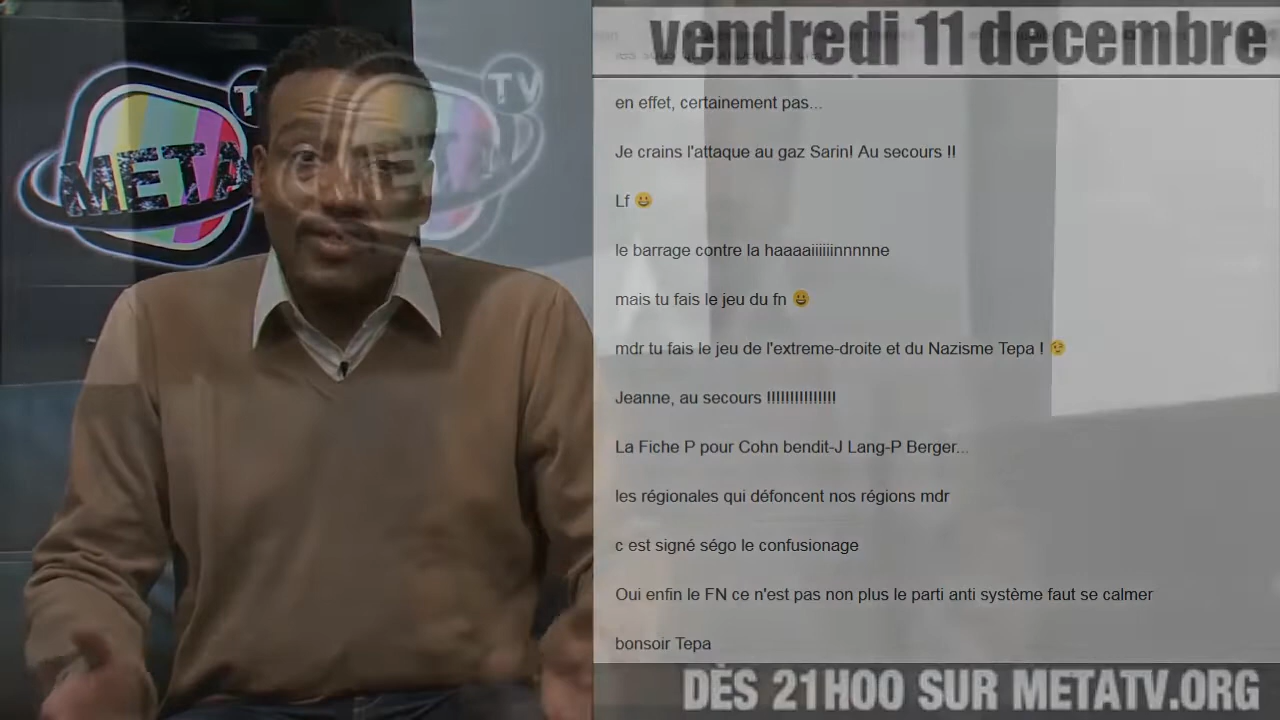 vendredi 11 decembre
TV
META
TV
MET
en effet, certainement pas...
Je crains l'attaque au gaz Sarin! Au secours !!
Lf 😀
le barrage contre la haaaaiiiiiinnnnne
mais tu fais le jeu du fn 😀
mdr tu fais le jeu de l'extreme-droite et du Nazisme Tepa ! 😉
Jeanne, au secours !!!!!!!!!!!!!!!
La Fiche P pour Cohn bendit-J Lang-P Berger...
les régionales qui défoncent nos régions mdr
c est signé ségo le confusionage
Oui enfin le FN ce n'est pas non plus le parti anti système faut se calmer
bonsoir Tepa
DÈS 21H00 SUR METATV.ORG